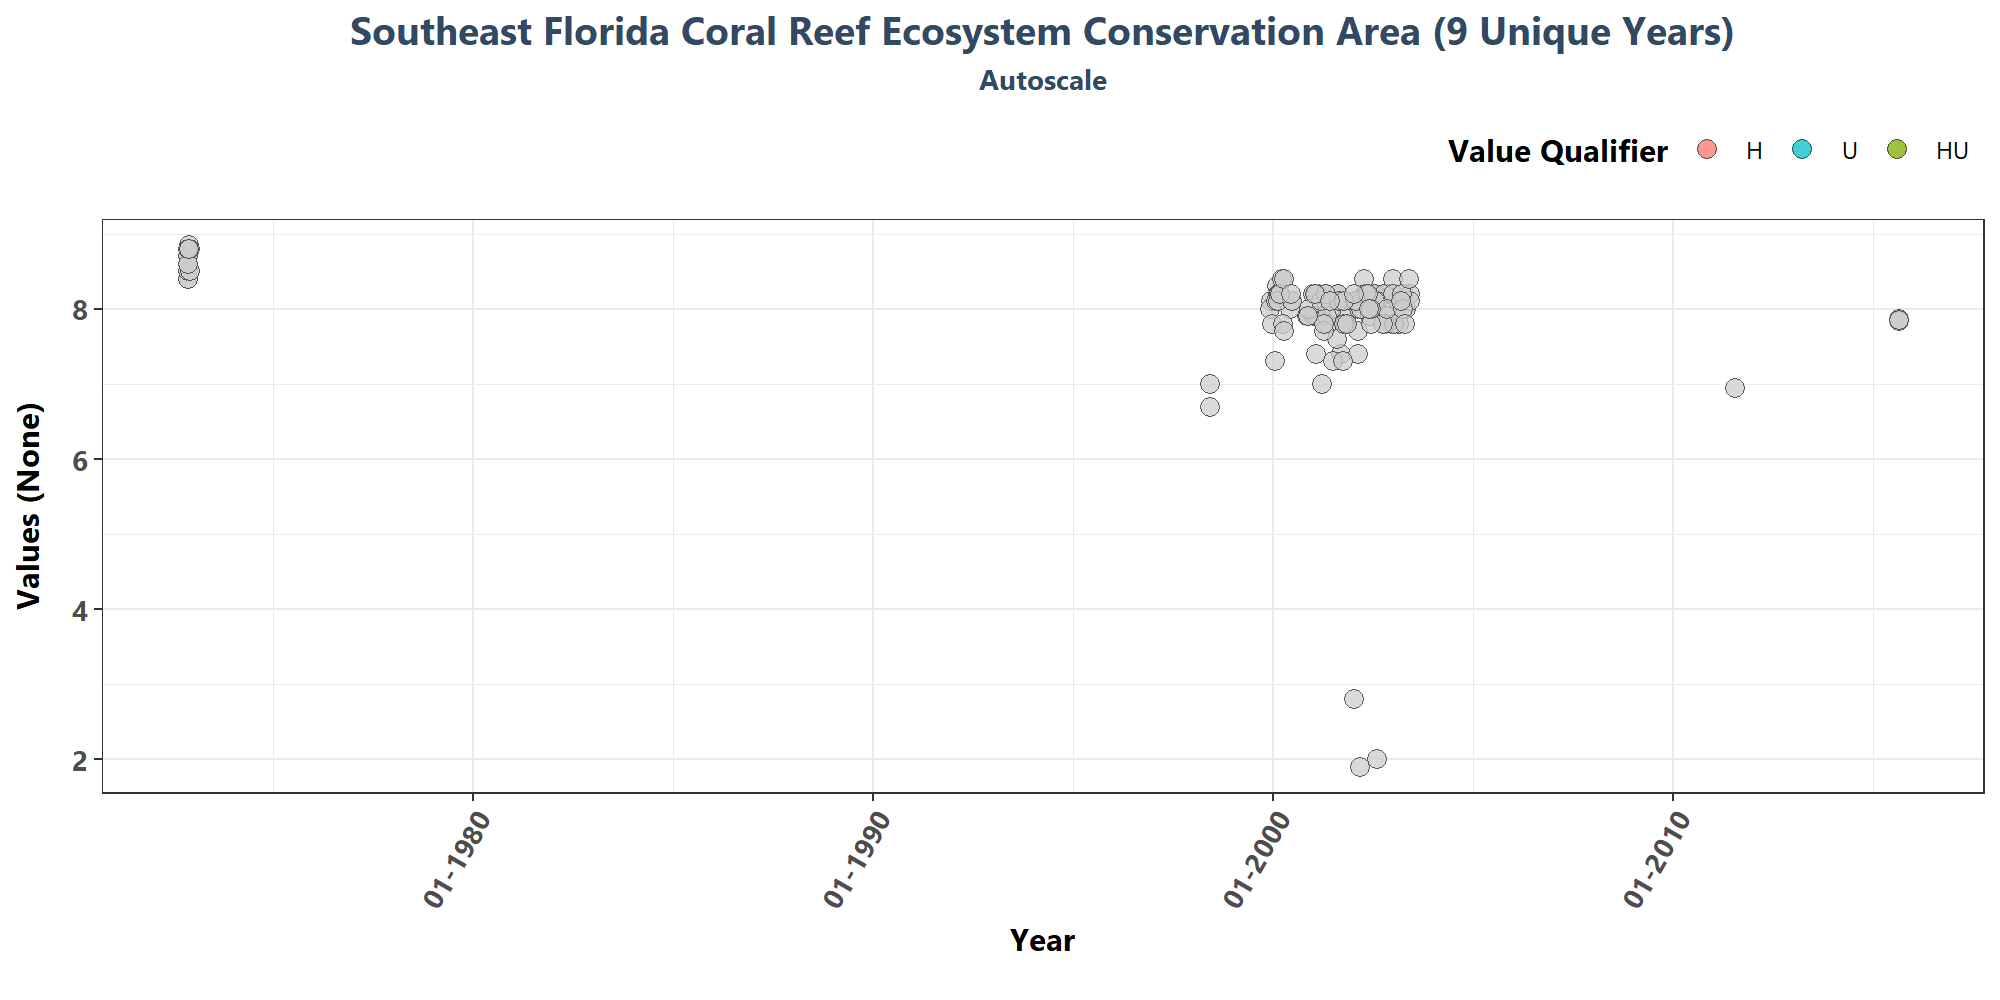 Southeast Florida Coral Reef Ecosystem Conservation Area (9 Unique Years)
Autoscale
Value Qualifier H U HU
Values (None)
8
6
4
2
01-1980 01-1990 01-2000 01-2010
Year